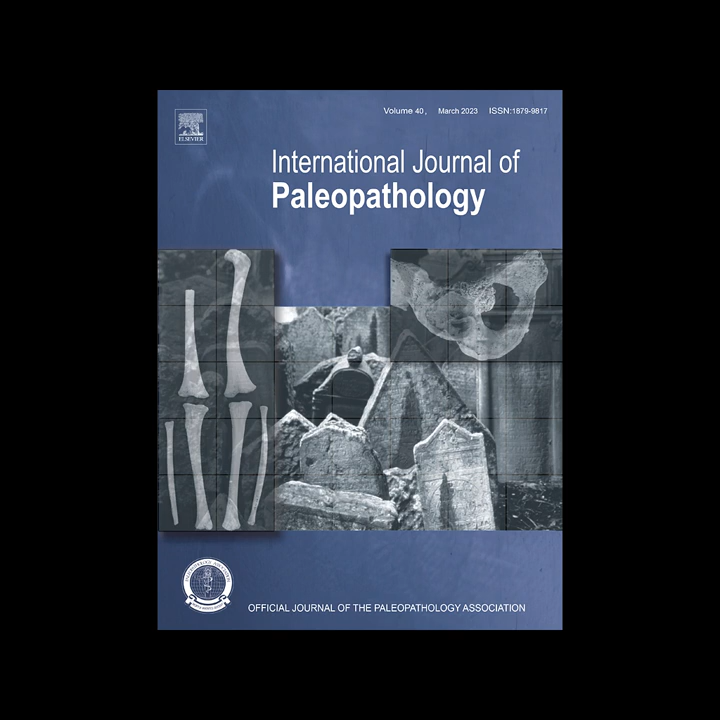 Volume 40, March 2023 ISSN:1879-9817
ELSEVIER
International Journal of
Paleopathology
OFFICIAL JOURNAL OF THE PALEOPATHOLOGY ASSOCIATION